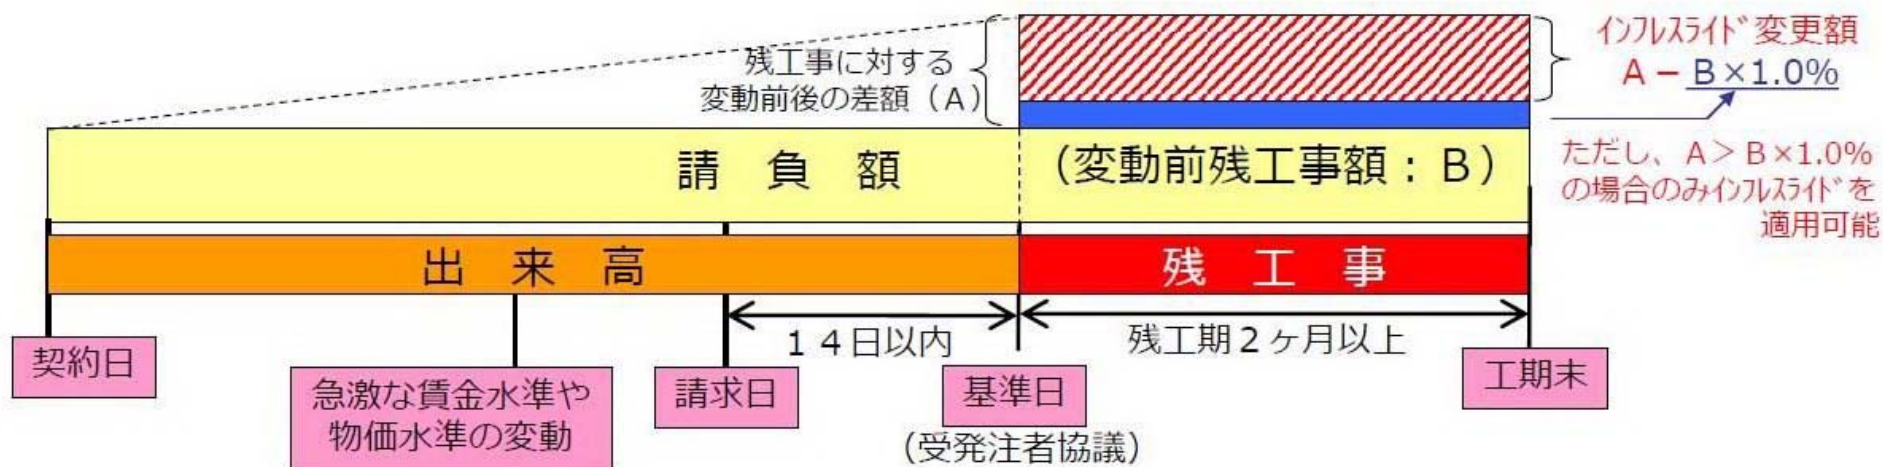 残工事に対する
変動前後の差額（A）
インフレスライド変更額
A－B×1.0%
請　負　額
（変動前残工事額：B）
ただし、A＞B×1.0%
の場合のみインフレスライドを
適用可能
出　来　高
残　工　事
１４日以内
残工期２ヶ月以上
契約日
急激な賃金水準や
物価水準の変動
請求日
基準日
（受発注者協議）
工期末